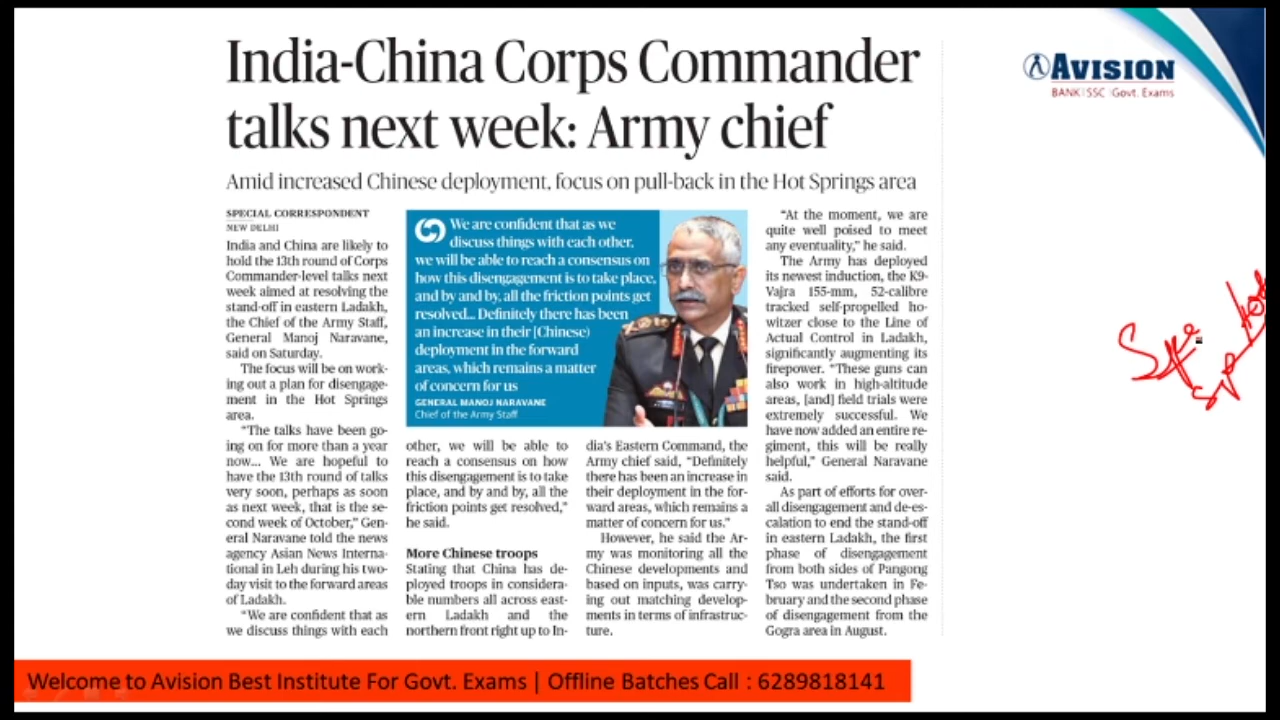 India-China Corps Commander
talks next week: Army chief
Amid increased Chinese deployment, focus on pull-back in the Hot Springs area
SPECIAL CORRESPONDENT
NEW DELHI
India and China are likely to
hold the 13th round of Corps
Commander-level talks next
week aimed at resolving the
stand-off in eastern Ladakh,
the Chief of the Army Staff,
General Manoj Naravane,
said on Saturday.
The focus will be on work-
ing out a plan for disengage-
ment in the Hot Springs
area.
“The talks have been go-
ing on for more than a year
now... We are hopeful to
have the 13th round of talks
very soon, perhaps as soon
as next week, that is the se-
cond week of October,” Gen-
eral Naravane told the news
agency Asian News Interna-
tional in Leh during his two-
day visit to the forward areas
of Ladakh.
“We are confident that as
we discuss things with each
We are confident that as we
discuss things with each other,
we will be able to reach a consensus on
how this disengagement is to take place,
and by and by, all the friction points get
resolved... Definitely there has been
an increase in their [Chinese)
deployment in the forward
areas, which remains a matter
of concern for us
GENERAL MANOJ NARAVANE
Chief of the Army Staff
other, we will be able to
reach a consensus on how
this disengagement is to take
place, and by and by, all the
friction points get resolved,”
he said.
More Chinese troops
Stating that China has de-
ployed troops in considera-
ble numbers all across east-
ern Ladakh and the
northern front right up to In-
dia's Eastern Command, the
Army chief said, “Definitely
there has been an increase in
their deployment in the for-
ward areas, which remains a
matter of concern for us.”
However, he said the Ar-
my was monitoring all the
Chinese developments and
based on inputs, was carry-
ing out matching develop-
ments in terms of infrastruc-
ture.
“At the moment, we are
quite well poised to meet
any eventuality,” he said.
The Army has deployed
its newest induction, the K9-
Vajra 155-mm, 52-calibre
tracked self-propelled ho-
witzer close to the Line of
Actual Control in Ladakh,
significantly augmenting its
firepower. “These guns can
also work in high-altitude
areas, [and] field trials were
extremely successful. We
have now added an entire re-
giment, this will be really
helpful,” General Naravane
said.
As part of efforts for over-
all disengagement and de-es-
calation to end the stand-off
in eastern Ladakh, the first
phase of disengagement
from both sides of Pangong
Tso was undertaken in Fe-
bruary and the second phase
of disengagement from the
Gogra area in August.
AVISION
BANK|SSC|Govt. Exams
Welcome to Avision Best Institute For Govt. Exams | Offline Batches Call : 6289818141